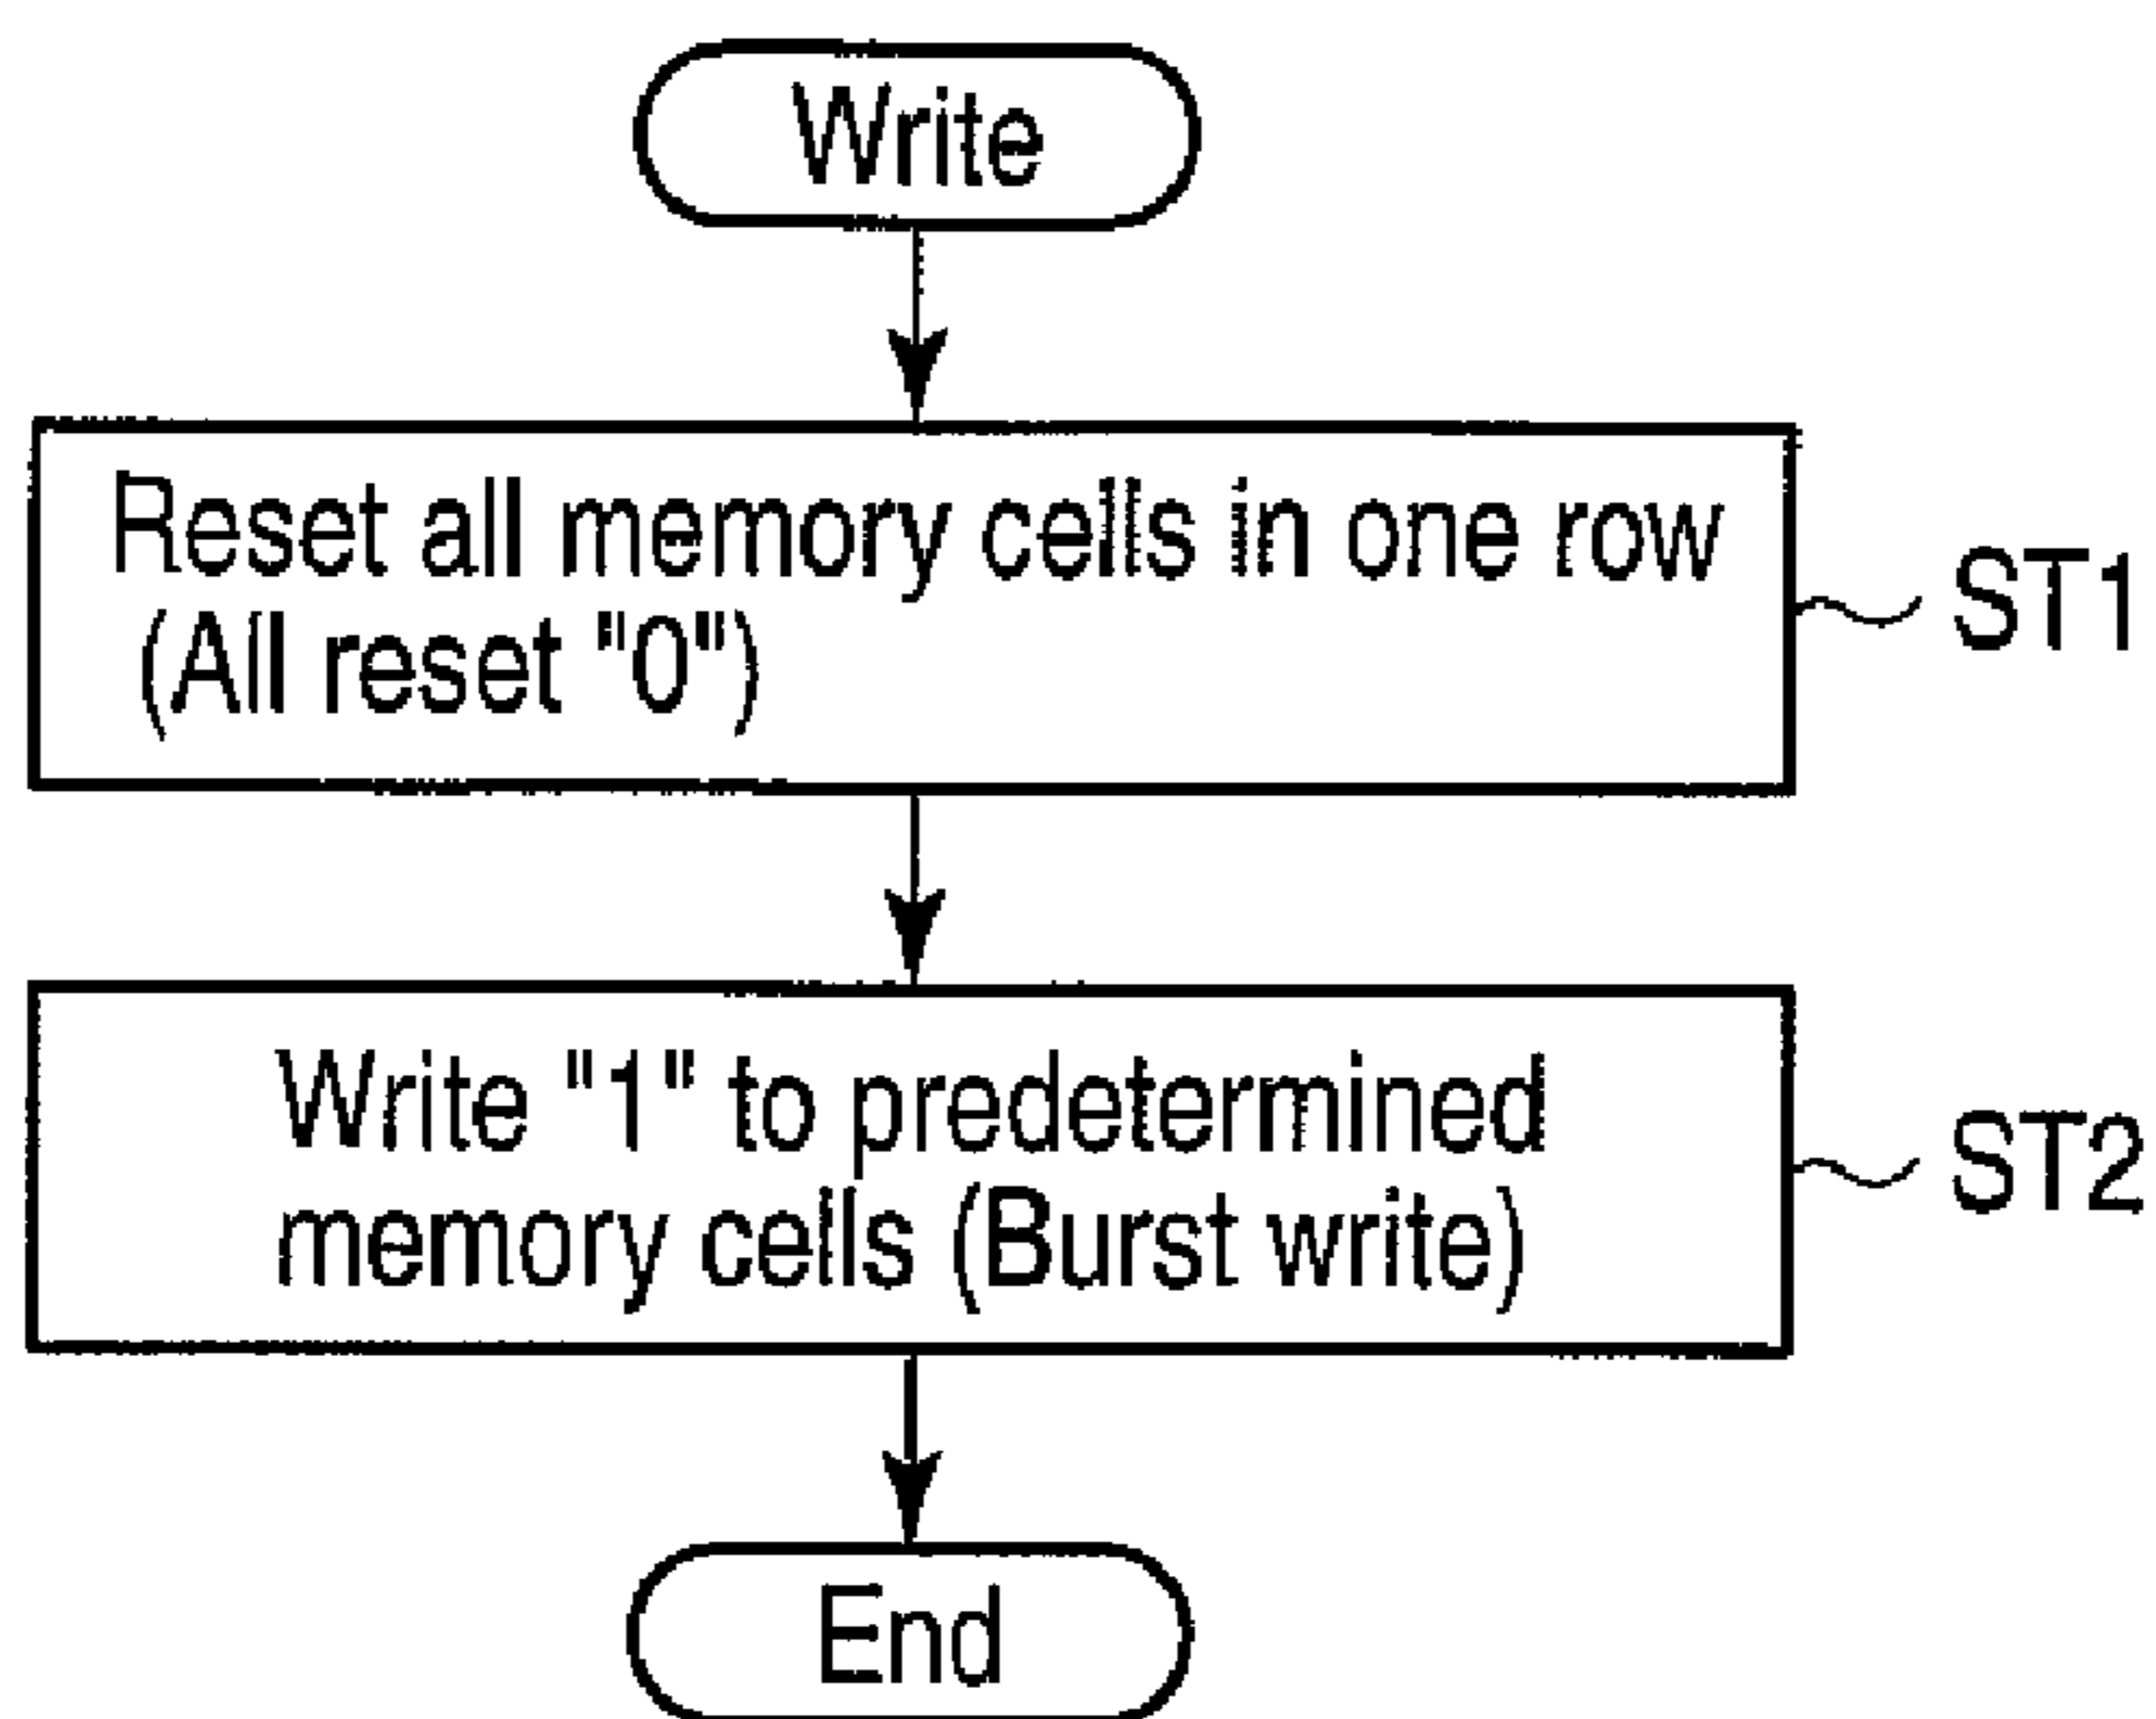 Write
Reset all memory cells in one row
(All reset "0")
ST1
Write "1" to predetermined
memory cells (Burst write)
ST2
End